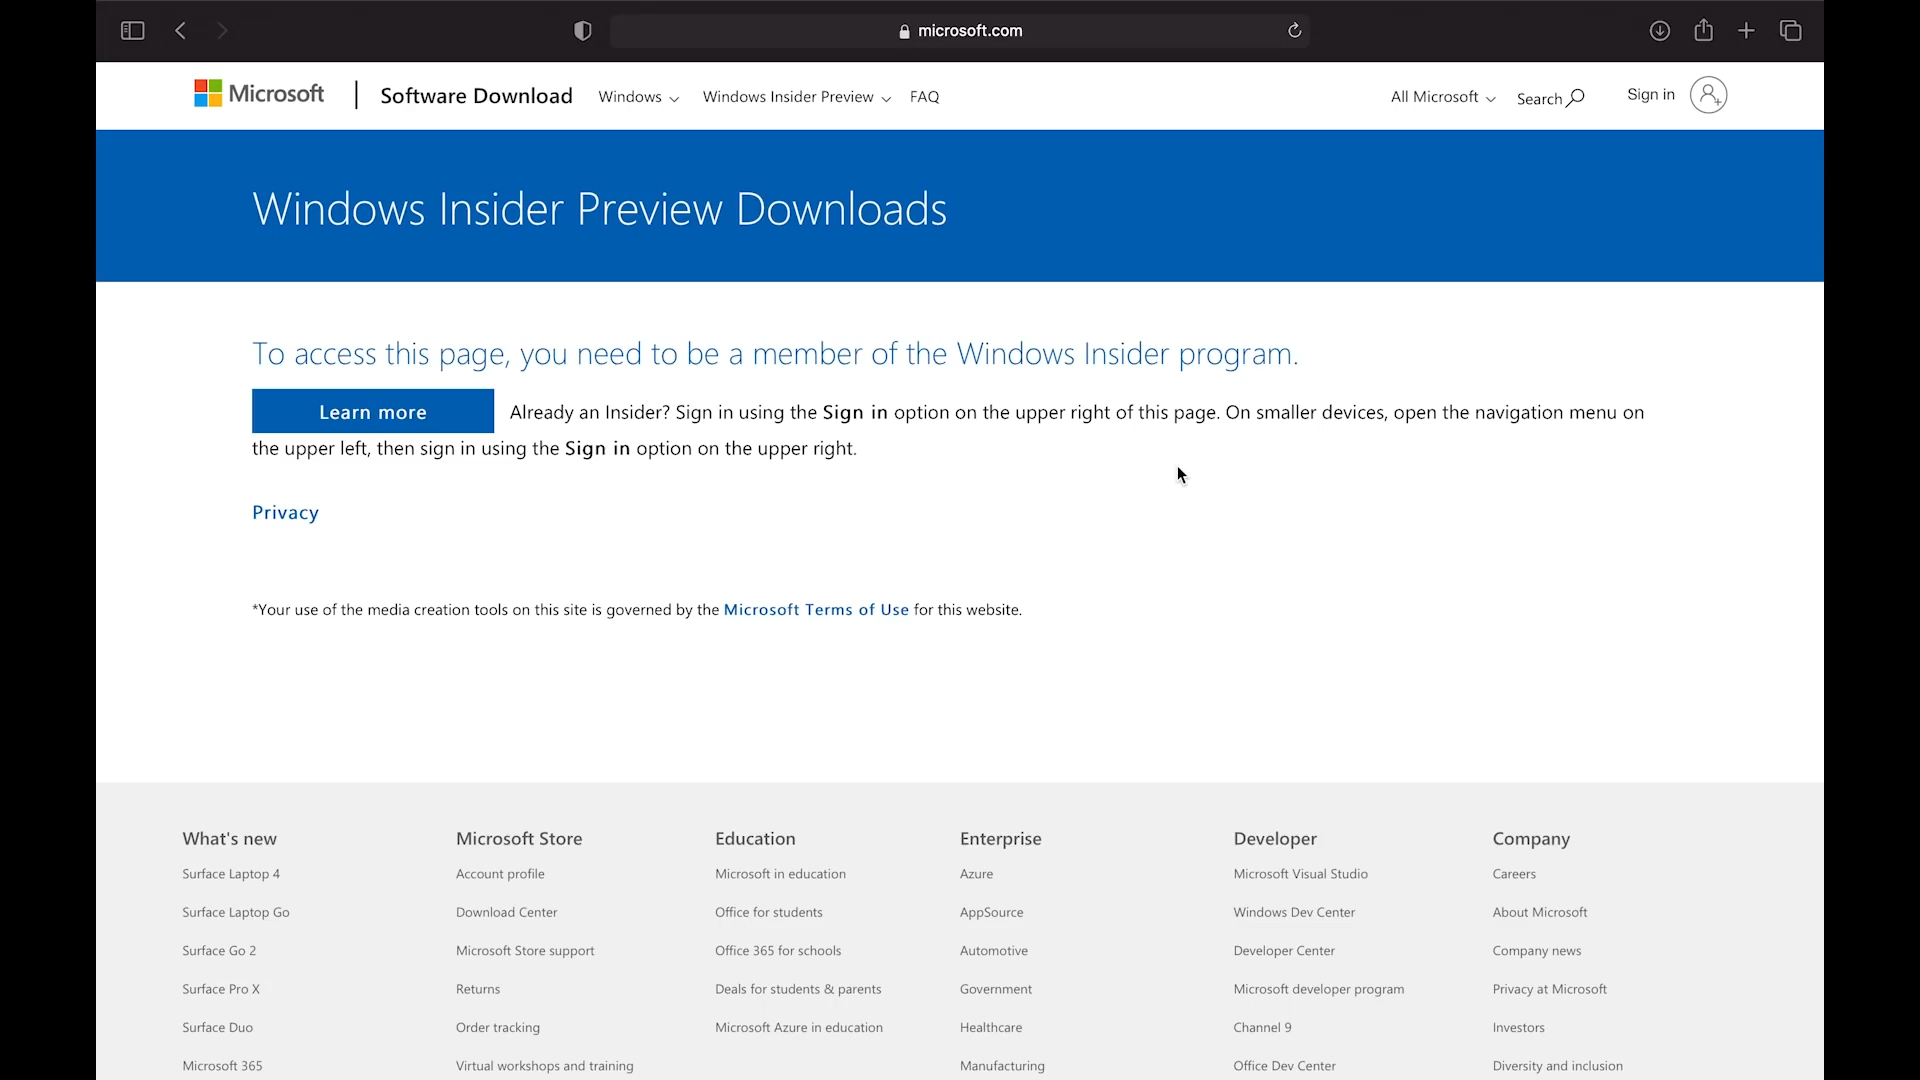 microsoft.com
Microsoft
Software Download
Windows
Windows Insider Preview
FAQ
All Microsoft
Search
Sign in
Windows Insider Preview Downloads
To access this page, you need to be a member of the Windows Insider program.
Learn more
Already an Insider? Sign in using the Sign in option on the upper right of this page. On smaller devices, open the navigation menu on
the upper left, then sign in using the Sign in option on the upper right.
Privacy
*Your use of the media creation tools on this site is governed by the Microsoft Terms of Use for this website.
What's new
Surface Laptop 4
Surface Laptop Go
Surface Go 2
Surface Pro X
Surface Duo
Microsoft 365
Microsoft Store
Account profile
Download Center
Microsoft Store support
Returns
Order tracking
Virtual workshops and training
Education
Microsoft in education
Office for students
Office 365 for schools
Deals for students & parents
Microsoft Azure in education
Enterprise
Azure
AppSource
Automotive
Government
Healthcare
Manufacturing
Developer
Microsoft Visual Studio
Windows Dev Center
Developer Center
Microsoft developer program
Channel 9
Office Dev Center
Company
Careers
About Microsoft
Company news
Privacy at Microsoft
Investors
Diversity and inclusion